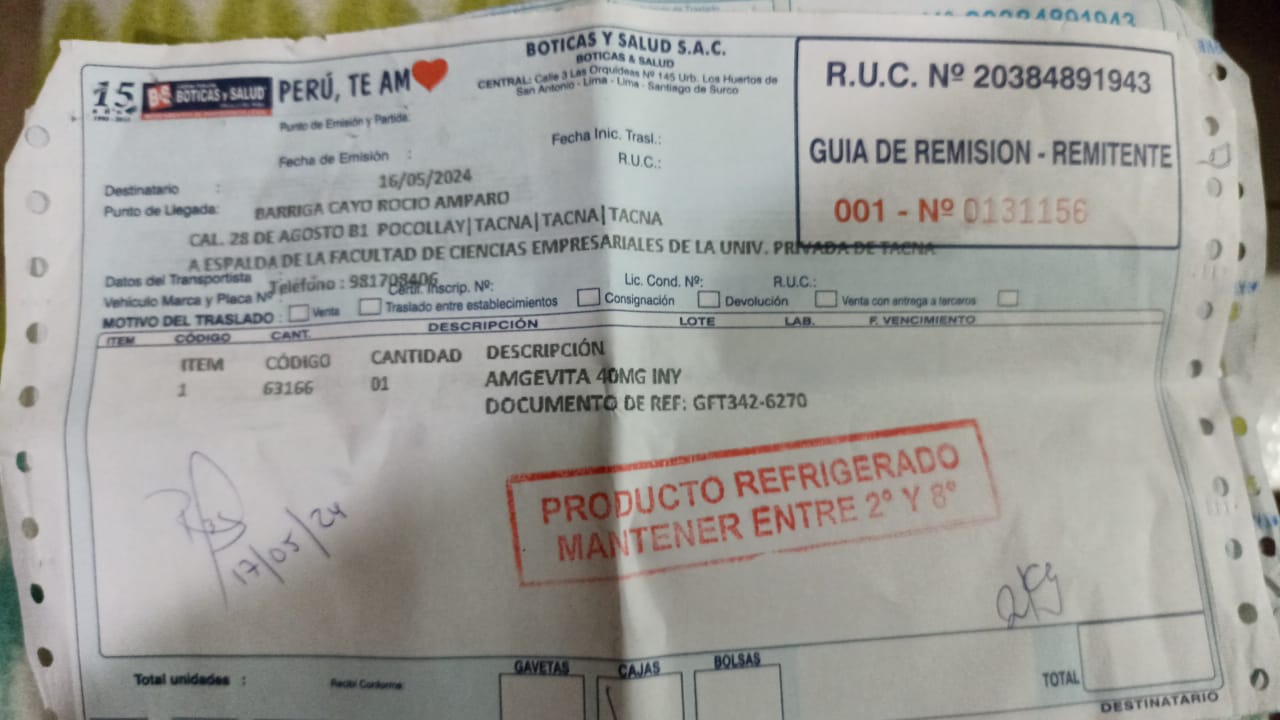 Nº 20384891943
15
BS BOTICAS Y SALUD
PERÚ, TE AM
BOTICAS Y SALUD S.A.C.
BOTICAS & SALUD
CENTRAL: Calle 3 Las Orquídeas Nº 145 Urb. Los Huertos de
San Antonio - Lima - Lima - Santiago de Surco
R.U.C. Nº 20384891943
GUIA DE REMISION - REMITENTE
001 - Nº 0131156
Punto de Emisión y Partida:
Fecha de Emisión :
Fecha Inic. Trasl.:
16/05/2024
R.U.C.:
Destinatario :
BARRIGA CAYO ROCIO AMPARO
Punto de Llegada:
CAL. 28 DE AGOSTO B1 POCOLLAY|TACNA|TACNA|TACNA
A ESPALDA DE LA FACULTAD DE CIENCIAS EMPRESARIALES DE LA UNIV. PRIVADA DE TACNA
Datos del Transportista
Teléfono : 981708406
Vehículo Marca y Placa Nº
Certif. Inscrip. Nº:
Lic. Cond. Nº:
R.U.C.:
MOTIVO DEL TRASLADO : Venta Traslado entre establecimientos Consignación Devolución Venta con entrega a terceros
ITEM CÓDIGO CANT. DESCRIPCIÓN LOTE LAB. F. VENCIMIENTO
ITEM CÓDIGO CANTIDAD DESCRIPCIÓN
1 63166 01 AMGEVITA 40MG INY
DOCUMENTO DE REF: GFT342-6270
PRODUCTO REFRIGERADO
MANTENER ENTRE 2° Y 8°
17/05/24
Total unidades :
Recibí Conforme
GAVETAS
CAJAS
BOLSAS
TOTAL
DESTINATARIO